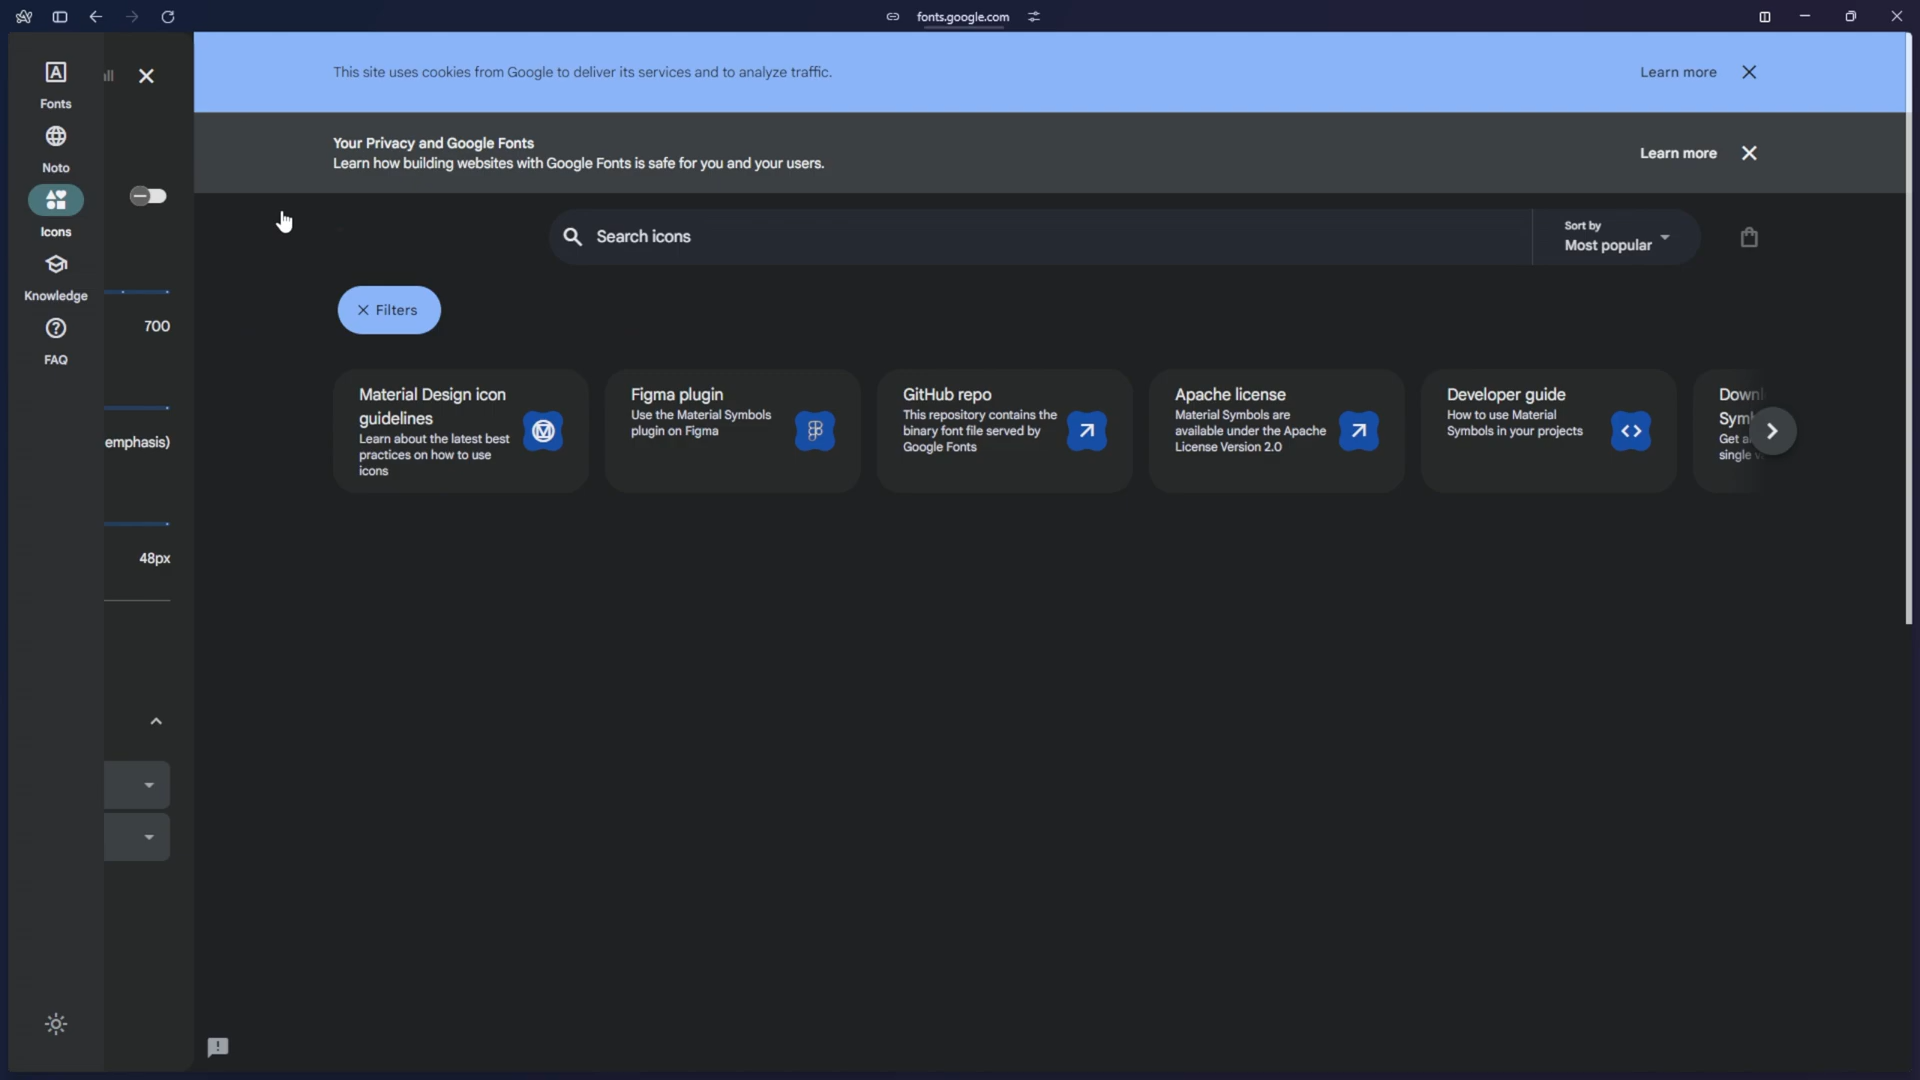 fonts.google.com
Fonts
Noto
Icons
Knowledge
FAQ
700
emphasis)
48px
This site uses cookies from Google to deliver its services and to analyze traffic.
Learn more
Your Privacy and Google Fonts
Learn how building websites with Google Fonts is safe for you and your users.
Learn more
Search icons
Sort by
Most popular
Filters
Material Design icon
guidelines
Learn about the latest best
practices on how to use
icons
Figma plugin
Use the Material Symbols
plugin on Figma
GitHub repo
This repository contains the
binary font file served by
Google Fonts
Apache license
Material Symbols are
available under the Apache
License Version 2.0
Developer guide
How to use Material
Symbols in your projects
Get a
single